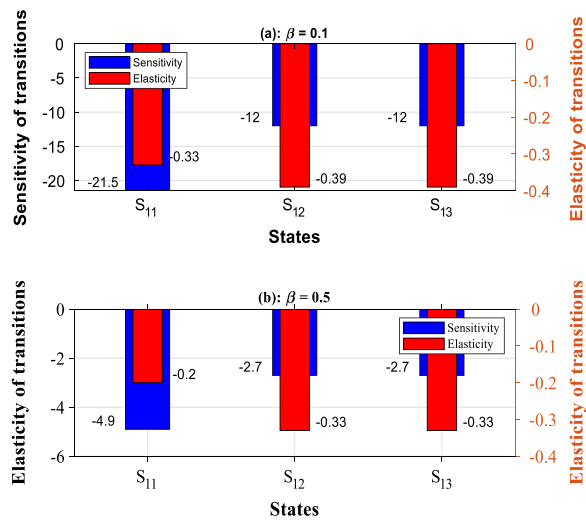 (a): β = 0.1
Sensitivity of transitions
Elasticity of transitions
0
-5
-10
-15
-20
0
-0.1
-0.2
-0.3
-0.4
Sensitivity
Elasticity
-21.5
-0.33
-12
-0.39
-12
-0.39
S11
S12
S13
States
(b): β = 0.5
Elasticity of transitions
Elasticity of transitions
0
-2
-4
-6
0
-0.1
-0.2
-0.3
-0.4
Sensitivity
Elasticity
-4.9
-0.2
-2.7
-0.33
-2.7
-0.33
S11
S12
S13
States